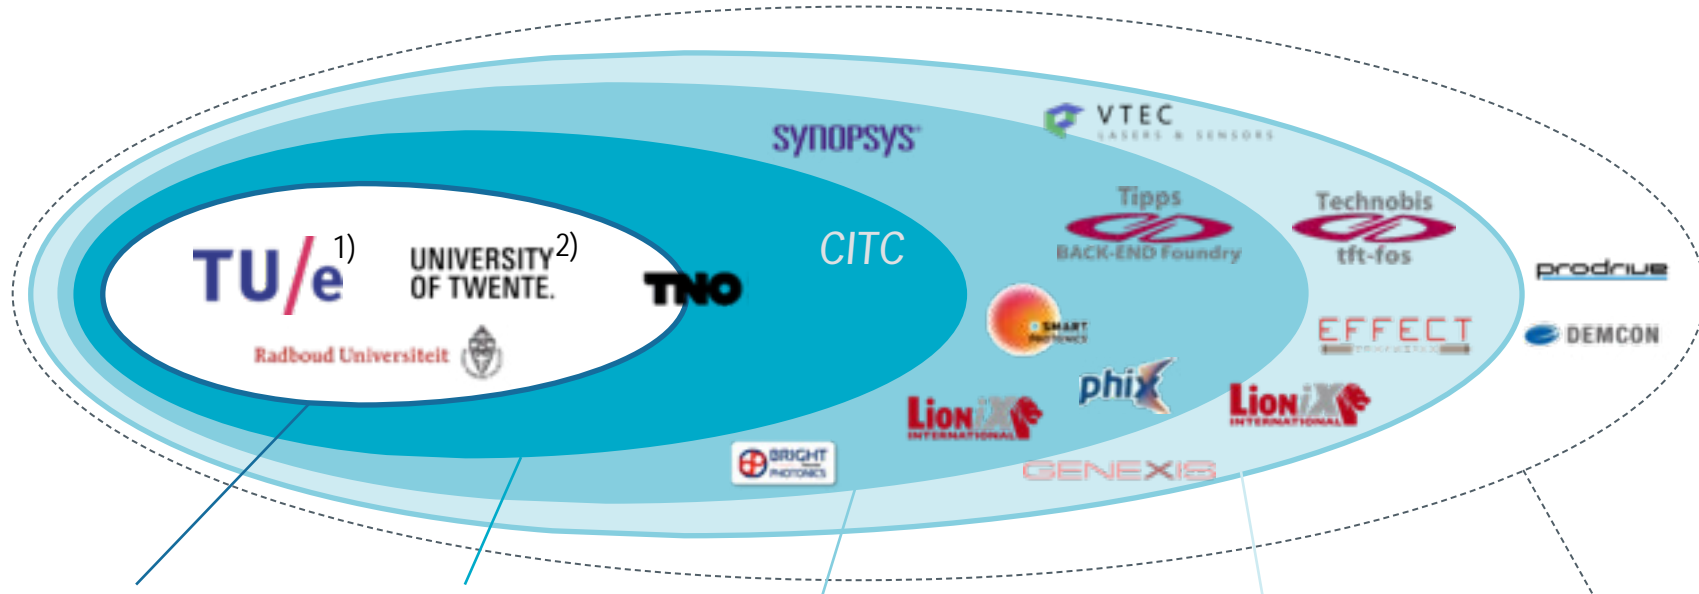 VTEC
LASERS & SENSORS
SYNOPSYS®
Tipps
BACK-END Foundry
Technobis
tft-fos
TU/e 1)
UNIVERSITY
OF TWENTE. 2)
TNO
CITC
Radboud Universiteit
SMART
PHOTONICS
prodrive
EFFECT
DEMCON
phix
LioniX
INTERNATIONAL
LioniX
INTERNATIONAL
BRIGHT
PHOTONICS
GENEXIS